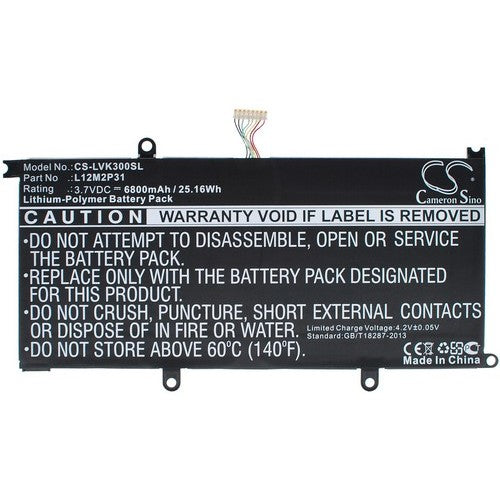 Model No.: CS-LVK300SL
Part No : L12M2P31
Rating : 3.7VDC ⎓ 6800mAh / 25.16Wh
Lithium-Polymer Battery Pack
CS
Cameron Sino
WARRANTY VOID IF LABEL IS REMOVED
• DO NOT ATTEMPT TO DISASSEMBLE, OPEN OR SERVICE
THE BATTERY PACK.
• REPLACE WITH THE BATTERY PACK DESIGNATED FOR
THIS DEVICE.
• DO NOT CRUSH, PUNCTURE, SHORT EXTERNAL CONTACTS
OR DISPOSE OF IN FIRE OR WATER.
• DO NOT STORE ABOVE 60°C (140°F).
Limited Charge Voltage:4.2V±0.05V
Standard:GB/T18287-2013
CE
Made In China